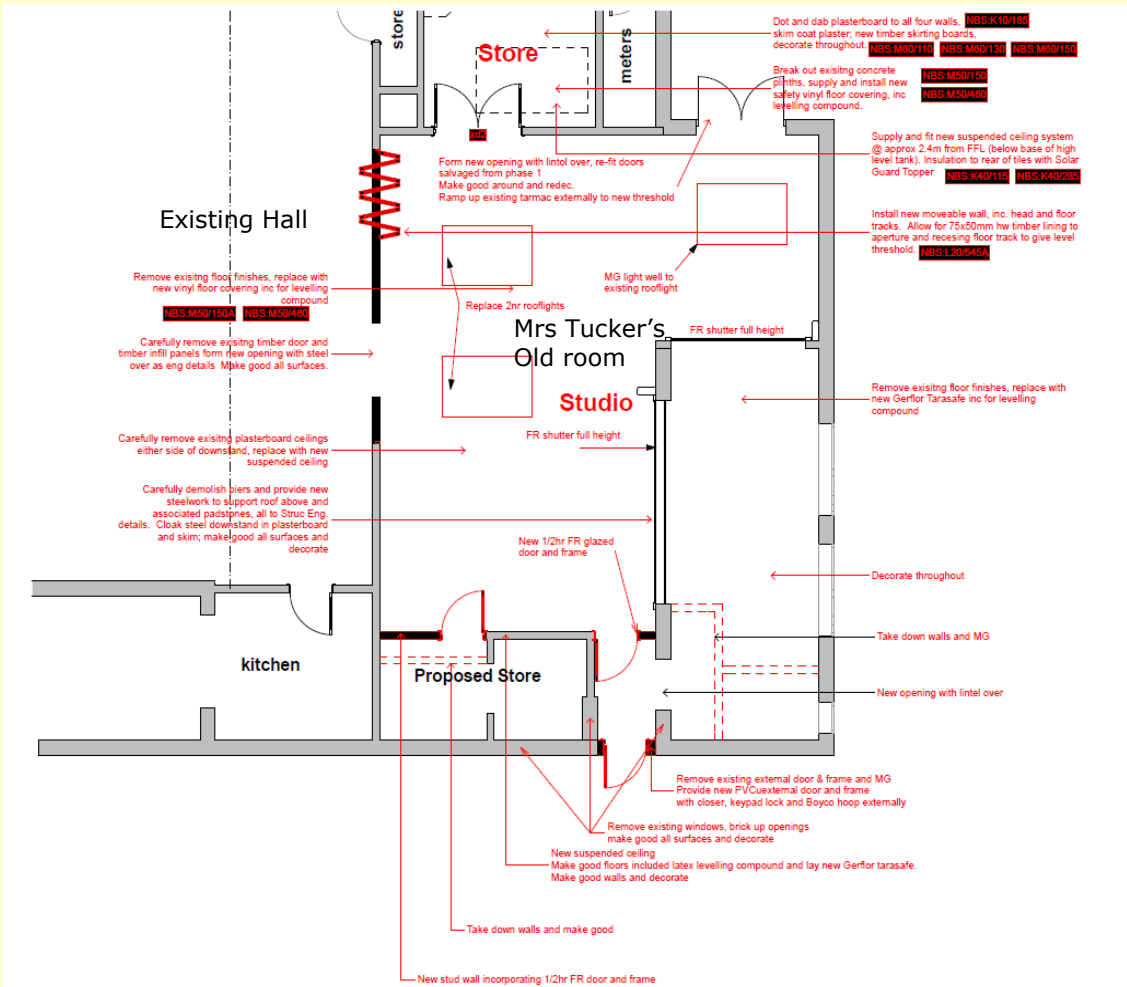 store
Store
meters
Dot and dab plasterboard to all four walls, NBS:K10/185
skim coat plaster; new timber skirting boards,
decorate throughout. NBS:M60/110 NBS:M60/130 NBS:M60/150
Break out exisitng concrete NBS:M50/150
plinths, supply and install new
safety vinyl floor covering, inc NBS:M50/460
levelling compound.
Supply and fit new suspended ceiling system
@ approx 2.4m from FFL (below base of high
level tank). Insulation to rear of tiles with Solar
Guard Topper NBS:K40/115 NBS:K40/285
xd2
Form new opening with lintol over, re-fit doors
salvaged from phase 1
Make good around and redec.
Ramp up existing tarmac externally to new threshold
Existing Hall
Install new moveable wall, inc. head and floor
tracks. Allow for 75x50mm hw timber lining to
aperture and recesing floor track to give level
threshold. NBS:L20/545A
Remove exisitng floor finishes, replace with
new vinyl floor covering inc for levelling
compound
NBS:M50/150A NBS:M50/460
MG light well to
existing rooflight
Replace 2nr rooflights
Mrs Tucker's
Old room
FR shutter full height
Carefully remove exisitng timber door and
timber infill panels form new opening with steel
over as eng details Make good all surfaces.
Studio
Remove exisitng floor finishes, replace with
new Gerflor Tarasafe inc for levelling
compound
FR shutter full height
Carefully remove exisitng plasterboard ceilings
either side of downstand, replace with new
suspended ceiling
Carefully demolish piers and provide new
steelwork to support roof above and
associated padstones, all to Struc Eng.
details. Cloak steel downstand in plasterboard
and skim; make good all surfaces and
decorate
New 1/2hr FR glazed
door and frame
Decorate throughout
Take down walls and MG
kitchen
Proposed Store
New opening with lintel over
Remove existing external door & frame and MG
Provide new PVCuexternal door and frame
with closer, keypad lock and Boyco hoop externally
Remove existing windows, brick up openings
make good all surfaces and decorate
New suspended ceiling
Make good floors included latex levelling compound and lay new Gerflor tarasafe.
Make good walls and decorate
Take down walls and make good
New stud wall incorporating 1/2hr FR door and frame